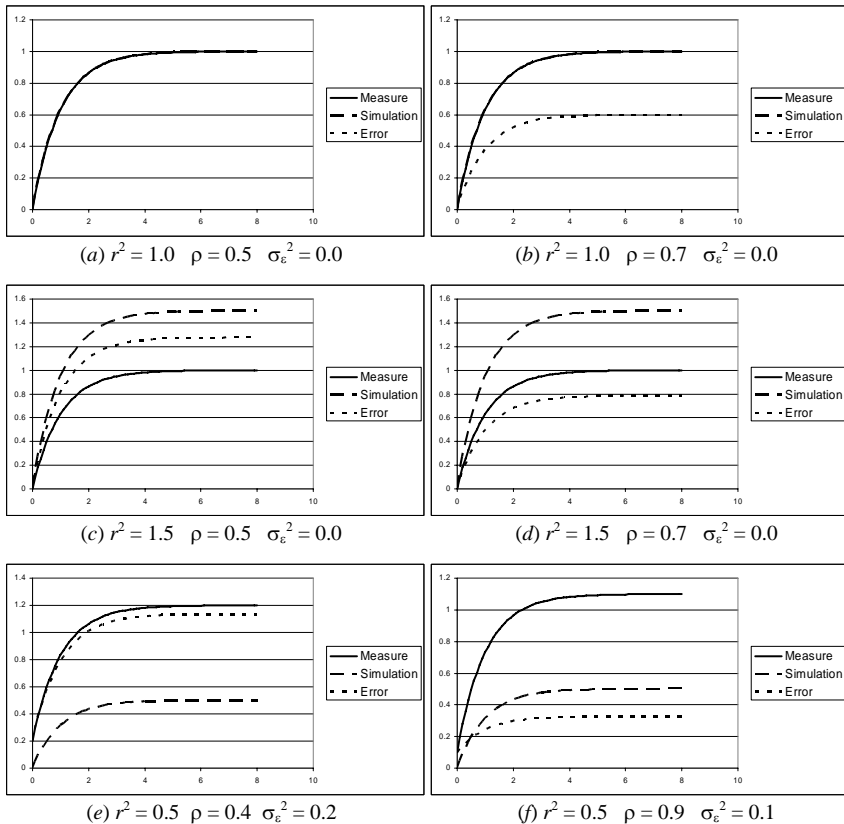 1.2
1
0.8
0.6
0.4
0.2
0
0 2 4 6 8 10
Measure
Simulation
Error
(a) r² = 1.0 ρ = 0.5 σε² = 0.0
1.2
1
0.8
0.6
0.4
0.2
0
0 2 4 6 8 10
Measure
Simulation
Error
(b) r² = 1.0 ρ = 0.7 σε² = 0.0
1.6
1.4
1.2
1
0.8
0.6
0.4
0.2
0
0 2 4 6 8 10
Measure
Simulation
Error
(c) r² = 1.5 ρ = 0.5 σε² = 0.0
1.6
1.4
1.2
1
0.8
0.6
0.4
0.2
0
0 2 4 6 8 10
Measure
Simulation
Error
(d) r² = 1.5 ρ = 0.7 σε² = 0.0
1.4
1.2
1
0.8
0.6
0.4
0.2
0
0 2 4 6 8 10
Measure
Simulation
Error
(e) r² = 0.5 ρ = 0.4 σε² = 0.2
1.2
1
0.8
0.6
0.4
0.2
0
0 2 4 6 8 10
Measure
Simulation
Error
(f) r² = 0.5 ρ = 0.9 σε² = 0.1